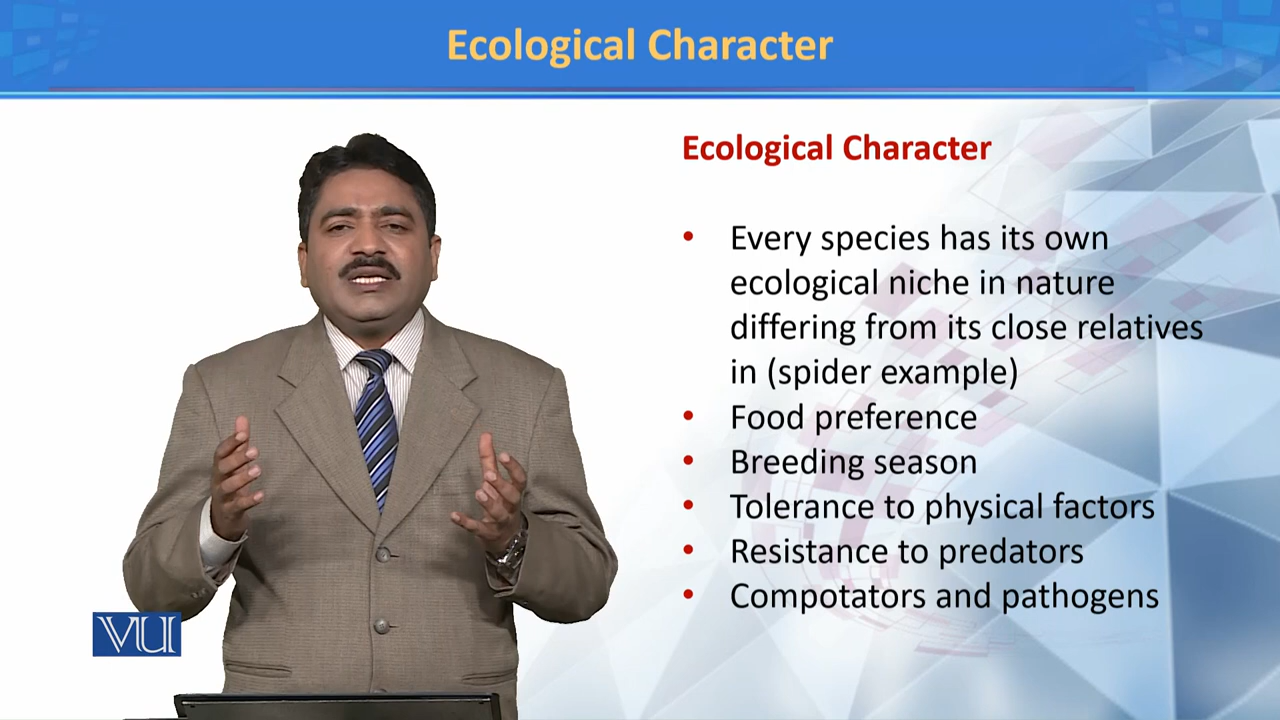 Ecological Character
Ecological Character
• Every species has its own
ecological niche in nature
differing from its close relatives
in (spider example)
• Food preference
• Breeding season
• Tolerance to physical factors
• Resistance to predators
• Compotators and pathogens
VU